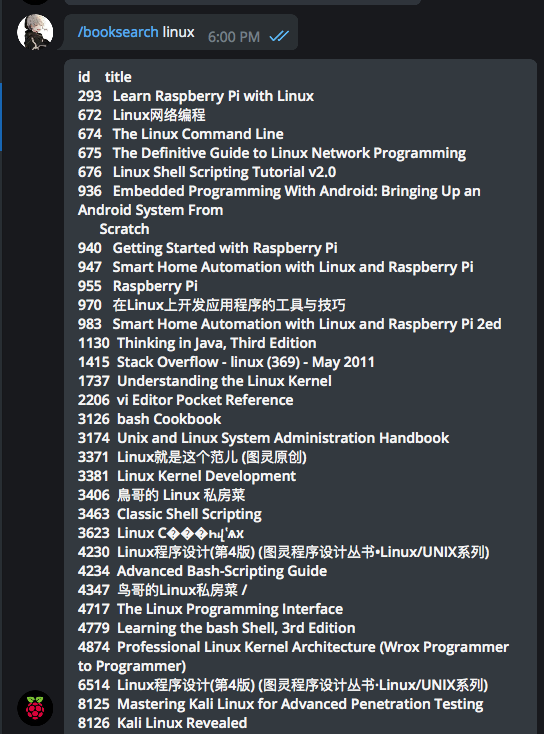 /booksearch linux 6:00 PM
id title
293 Learn Raspberry Pi with Linux
672 Linux网络编程
674 The Linux Command Line
675 The Definitive Guide to Linux Network Programming
676 Linux Shell Scripting Tutorial v2.0
936 Embedded Programming With Android: Bringing Up an
Android System From
Scratch
940 Getting Started with Raspberry Pi
947 Smart Home Automation with Linux and Raspberry Pi
955 Raspberry Pi
970 在Linux上开发应用程序的工具与技巧
983 Smart Home Automation with Linux and Raspberry Pi 2ed
1130 Thinking in Java, Third Edition
1415 Stack Overflow - linux (369) - May 2011
1737 Understanding the Linux Kernel
2206 vi Editor Pocket Reference
3126 bash Cookbook
3174 Unix and Linux System Administration Handbook
3371 Linux就是这个范儿 (图灵原创)
3381 Linux Kernel Development
3406 鳥哥的 Linux 私房菜
3463 Classic Shell Scripting
3623 Linux
4230 Linux程序设计(第4版) (图灵程序设计丛书•Linux/UNIX系列)
4234 Advanced Bash-Scripting Guide
4347 鸟哥的Linux私房菜 /
4717 The Linux Programming Interface
4779 Learning the bash Shell, 3rd Edition
4874 Professional Linux Kernel Architecture (Wrox Programmer
to Programmer)
6514 Linux程序设计(第4版) (图灵程序设计丛书·Linux/UNIX系列)
8125 Mastering Kali Linux for Advanced Penetration Testing
8126 Kali Linux Revealed